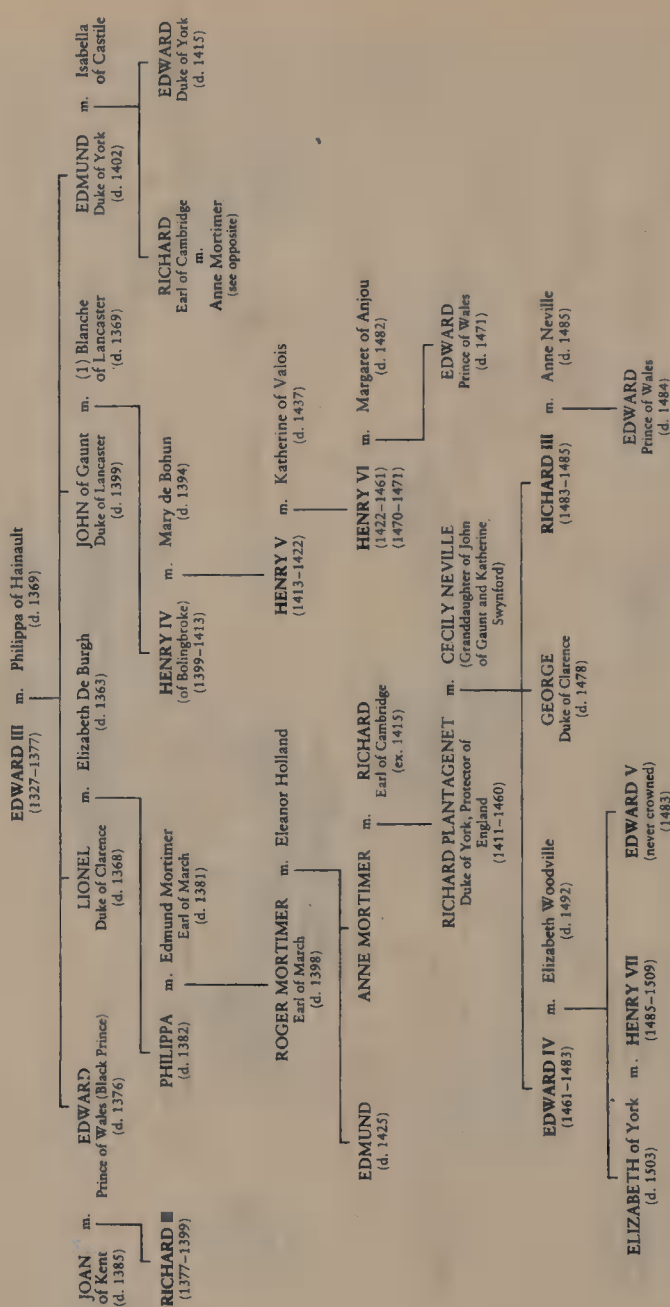 EDWARD III m. Philippa of Hainault
(1327–1377) (d. 1369)
JOAN m. EDWARD
of Kent Prince of Wales (Black Prince)
(d. 1385) (d. 1376)
LIONEL m. Elizabeth De Burgh
Duke of Clarence (d. 1363)
(d. 1368)
JOHN of Gaunt m. (1) Blanche
Duke of Lancaster of Lancaster
(d. 1399) (d. 1369)
EDMUND m. Isabella
Duke of York of Castile
(d. 1402)
RICHARD
(1377–1399)
PHILIPPA m. Edmund Mortimer
(d. 1382) Earl of March
(d. 1381)
HENRY IV m. Mary de Bohun
(of Bolingbroke) (d. 1394)
(1399–1413)
RICHARD
Earl of Cambridge
m.
Anne Mortimer
(see opposite)
EDWARD
Duke of York
(d. 1415)
ROGER MORTIMER m. Eleanor Holland
Earl of March
(d. 1398)
HENRY V m. Katherine of Valois
(1413–1422) (d. 1437)
EDMUND
(d. 1425)
ANNE MORTIMER m. RICHARD
Earl of Cambridge
(ex. 1415)
HENRY VI m. Margaret of Anjou
(1422–1461) (d. 1482)
(1470–1471)
EDWARD
Prince of Wales
(d. 1471)
RICHARD PLANTAGENET m. CECILY NEVILLE
Duke of York, Protector of (Granddaughter of John
England of Gaunt and Katherine
(1411–1460) Swynford)
EDWARD IV m. Elizabeth Woodville
(1461–1483) (d. 1492)
GEORGE
Duke of Clarence
(d. 1478)
RICHARD III m. Anne Neville
(1483–1485) (d. 1485)
ELIZABETH of York m. HENRY VII
(d. 1503) (1485–1509)
EDWARD V
(never crowned)
(1483)
EDWARD
Prince of Wales
(d. 1484)